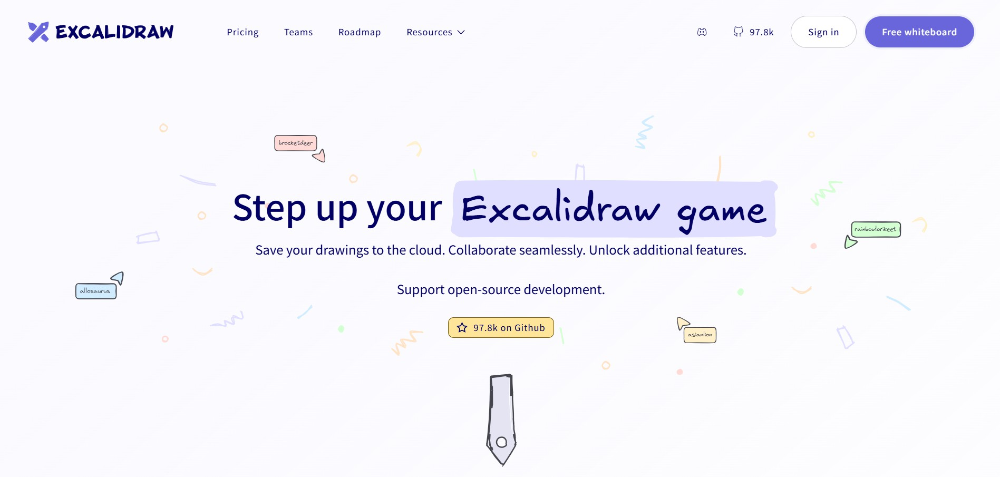 EXCALIDRAW Pricing Teams Roadmap Resources 97.8k Sign in Free whiteboard
brocketdeer
Step up your Excalidraw game
rainbowlorikeet
Save your drawings to the cloud. Collaborate seamlessly. Unlock additional features.
allosaurus
Support open-source development.
97.8k on Github
asianlion